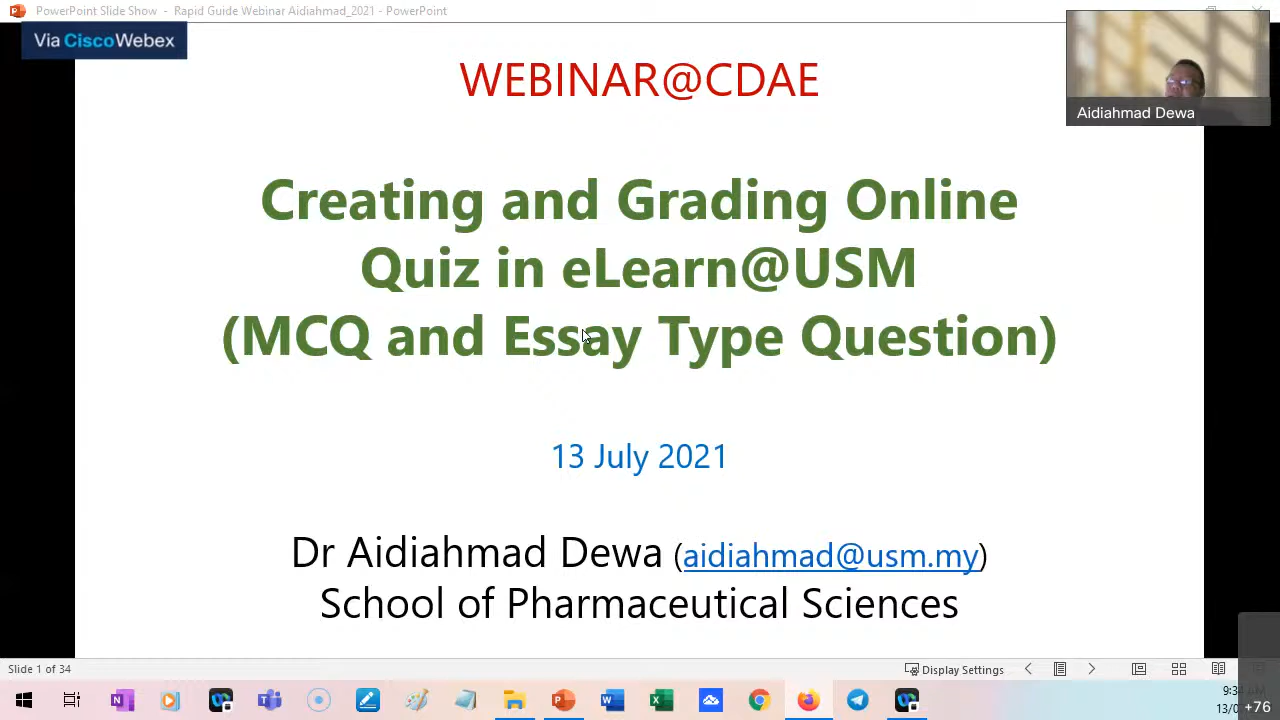 PowerPoint Slide Show - Rapid Guide Webinar Aidiahmad_2021 - PowerPoint
Via CiscoWebex
Aidiahmad Dewa
WEBINAR@CDAE
Creating and Grading Online
Quiz in eLearn@USM
(MCQ and Essay Type Question)
13 July 2021
Dr Aidiahmad Dewa (aidiahmad@usm.my)
School of Pharmaceutical Sciences
Slide 1 of 34
Display Settings
+76